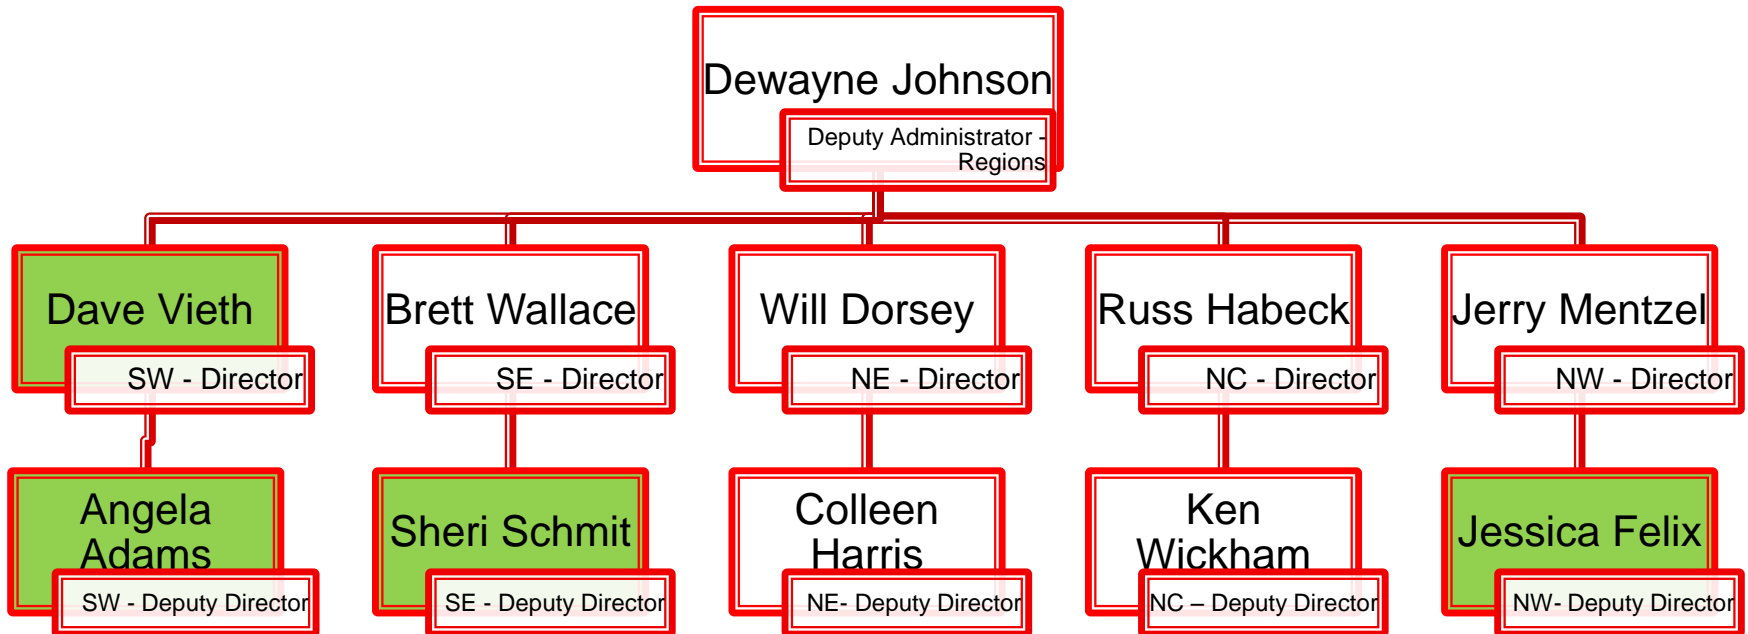 Dewayne Johnson
Deputy Administrator -
Regions
Dave Vieth
SW - Director
Brett Wallace
SE - Director
Will Dorsey
NE - Director
Russ Habeck
NC - Director
Jerry Mentzel
NW - Director
Angela
Adams
SW - Deputy Director
Sheri Schmit
SE - Deputy Director
Colleen
Harris
NE- Deputy Director
Ken
Wickham
NC – Deputy Director
Jessica Felix
NW- Deputy Director